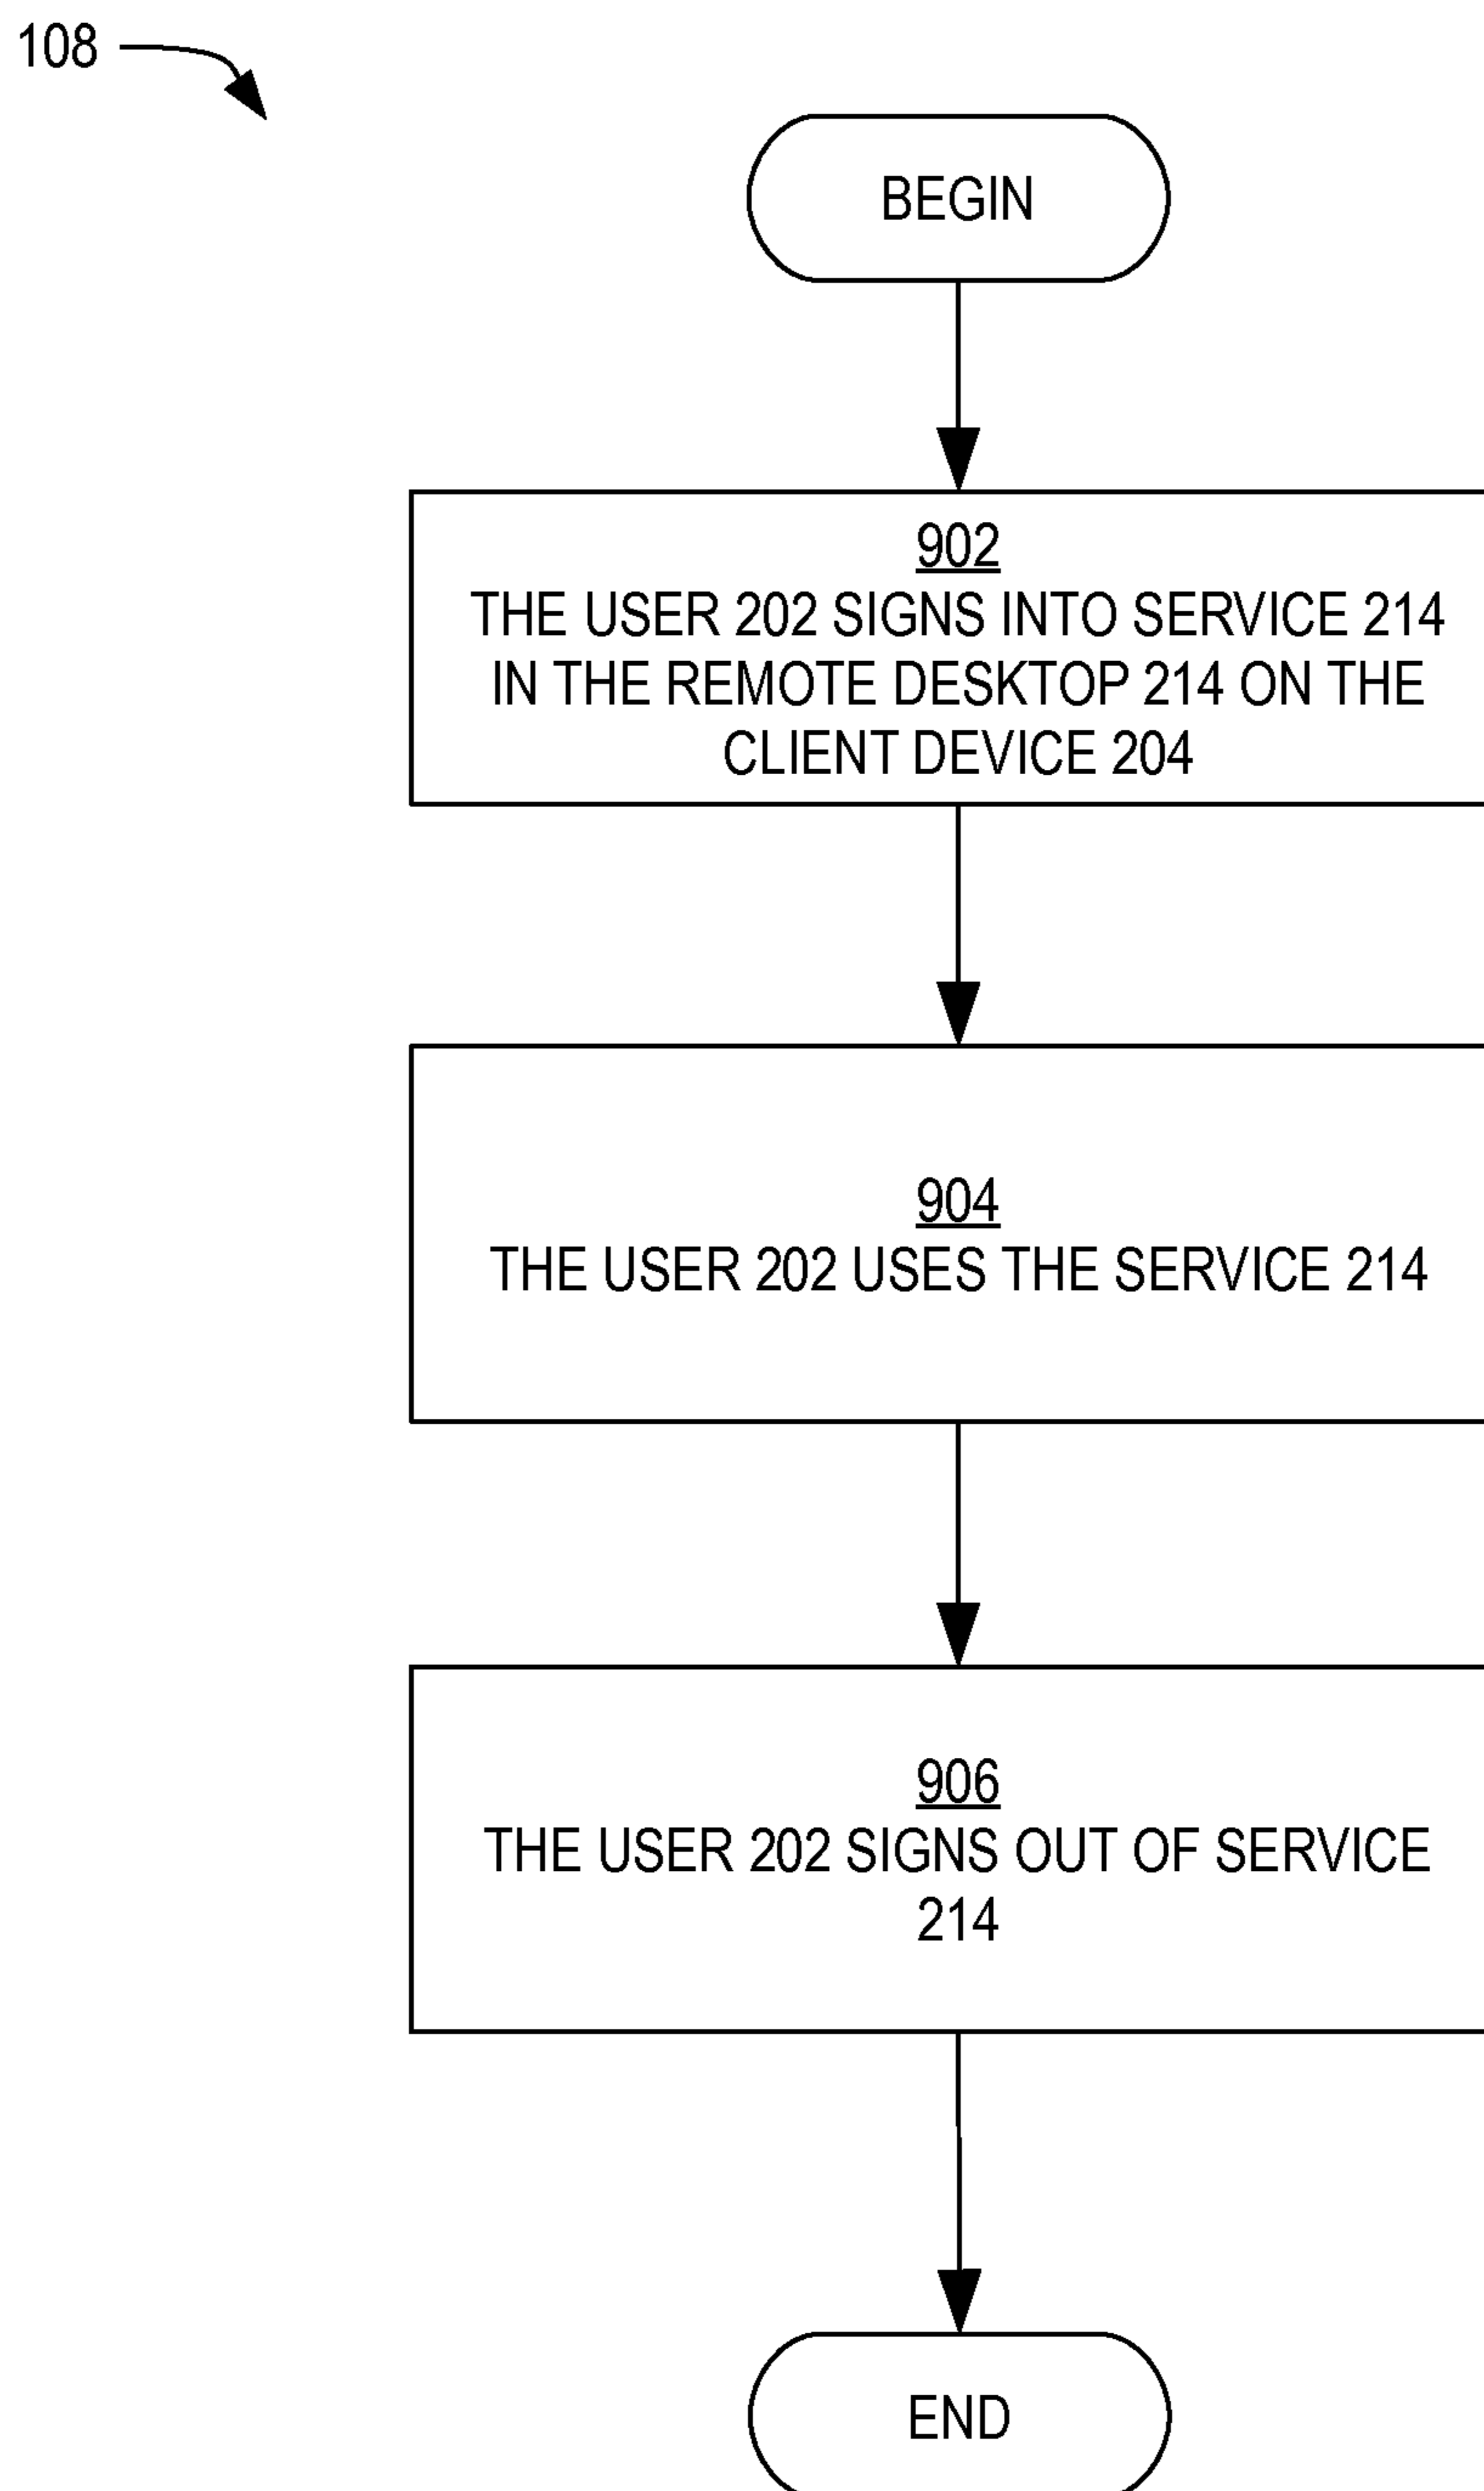 108
BEGIN
902
THE USER 202 SIGNS INTO SERVICE 214
IN THE REMOTE DESKTOP 214 ON THE
CLIENT DEVICE 204
904
THE USER 202 USES THE SERVICE 214
906
THE USER 202 SIGNS OUT OF SERVICE
214
END